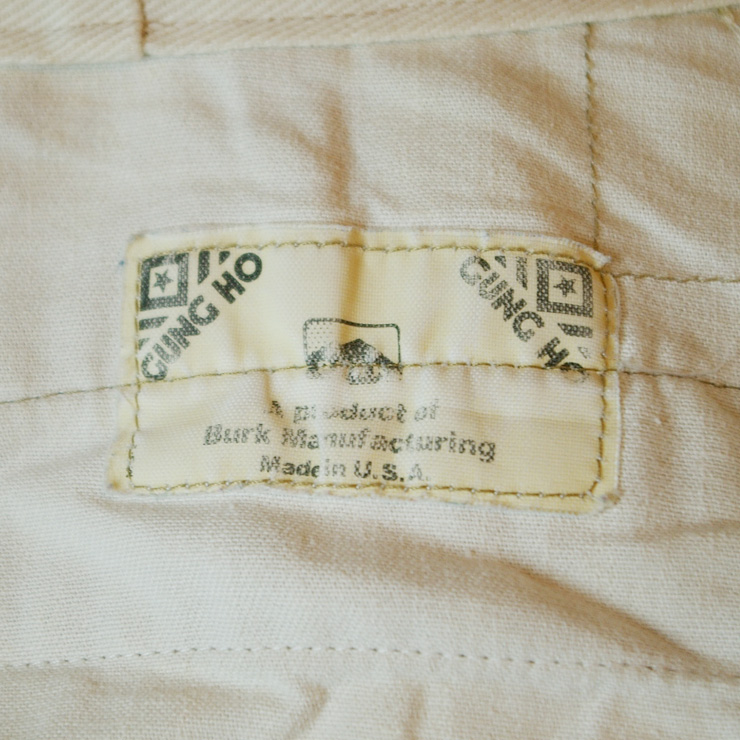 GUNG HO
GUNG HO
A product of
Burk Manufacturing
Made in U.S.A.